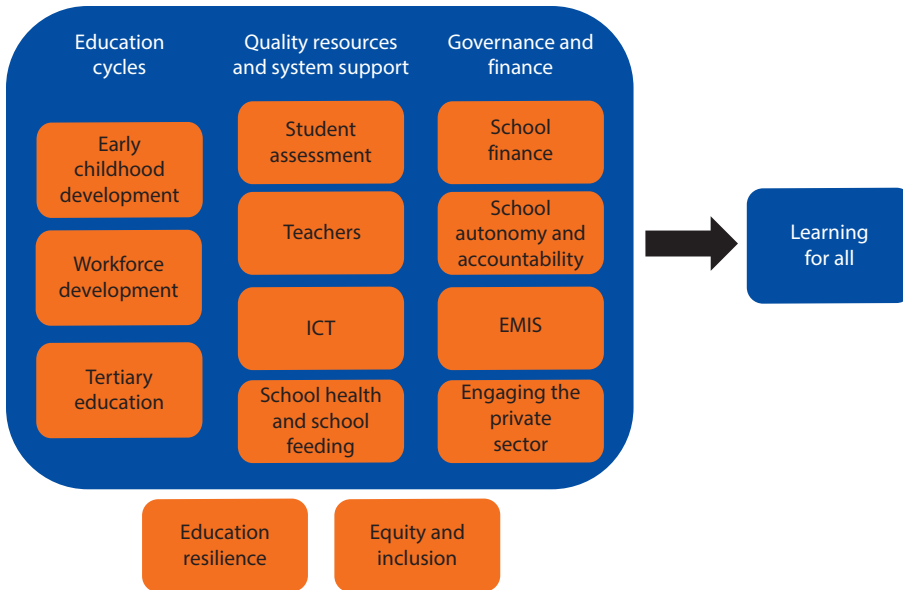 Education
cycles
Early
childhood
development
Workforce
development
Tertiary
education
Quality resources
and system support
Student
assessment
Teachers
ICT
School health
and school
feeding
Governance and
finance
School
finance
School
autonomy and
accountability
EMIS
Engaging the
private
sector
Learning
for all
Education
resilience
Equity and
inclusion